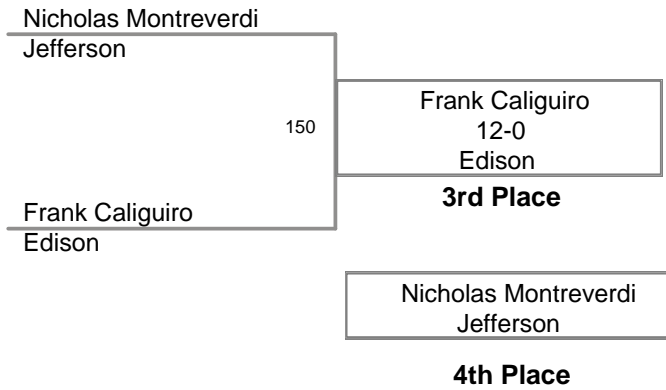 Nicholas Montreverdi
Jefferson
150
Frank Caliguiro
12-0
Edison
3rd Place
Frank Caliguiro
Edison
Nicholas Montreverdi
Jefferson
4th Place